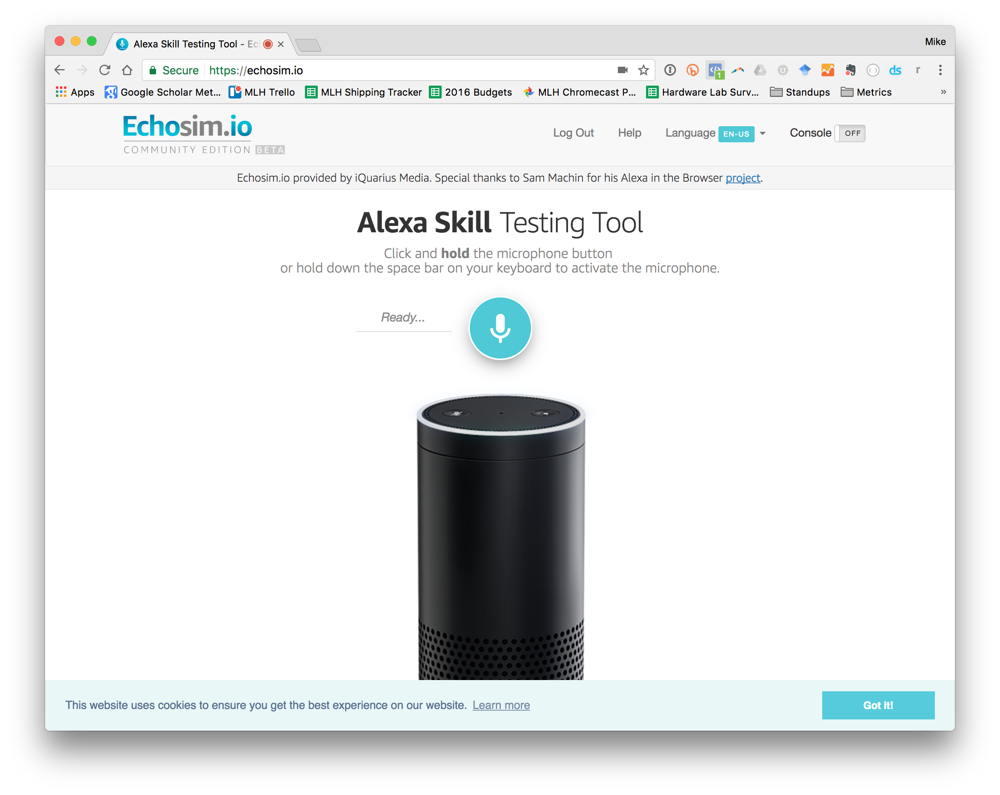 Alexa Skill Testing Tool - Ec
Mike
Secure https://echosim.io
1
ds
r
Apps Google Scholar Met... MLH Trello MLH Shipping Tracker 2016 Budgets MLH Chromecast P... Hardware Lab Surv... Standups Metrics »
Echosim.io
COMMUNITY EDITION BETA
Log Out Help Language EN-US Console OFF
Echosim.io provided by iQuarius Media. Special thanks to Sam Machin for his Alexa in the Browser project.
Alexa Skill Testing Tool
Click and hold the microphone button
or hold down the space bar on your keyboard to activate the microphone.
Ready...
This website uses cookies to ensure you get the best experience on our website. Learn more
Got it!